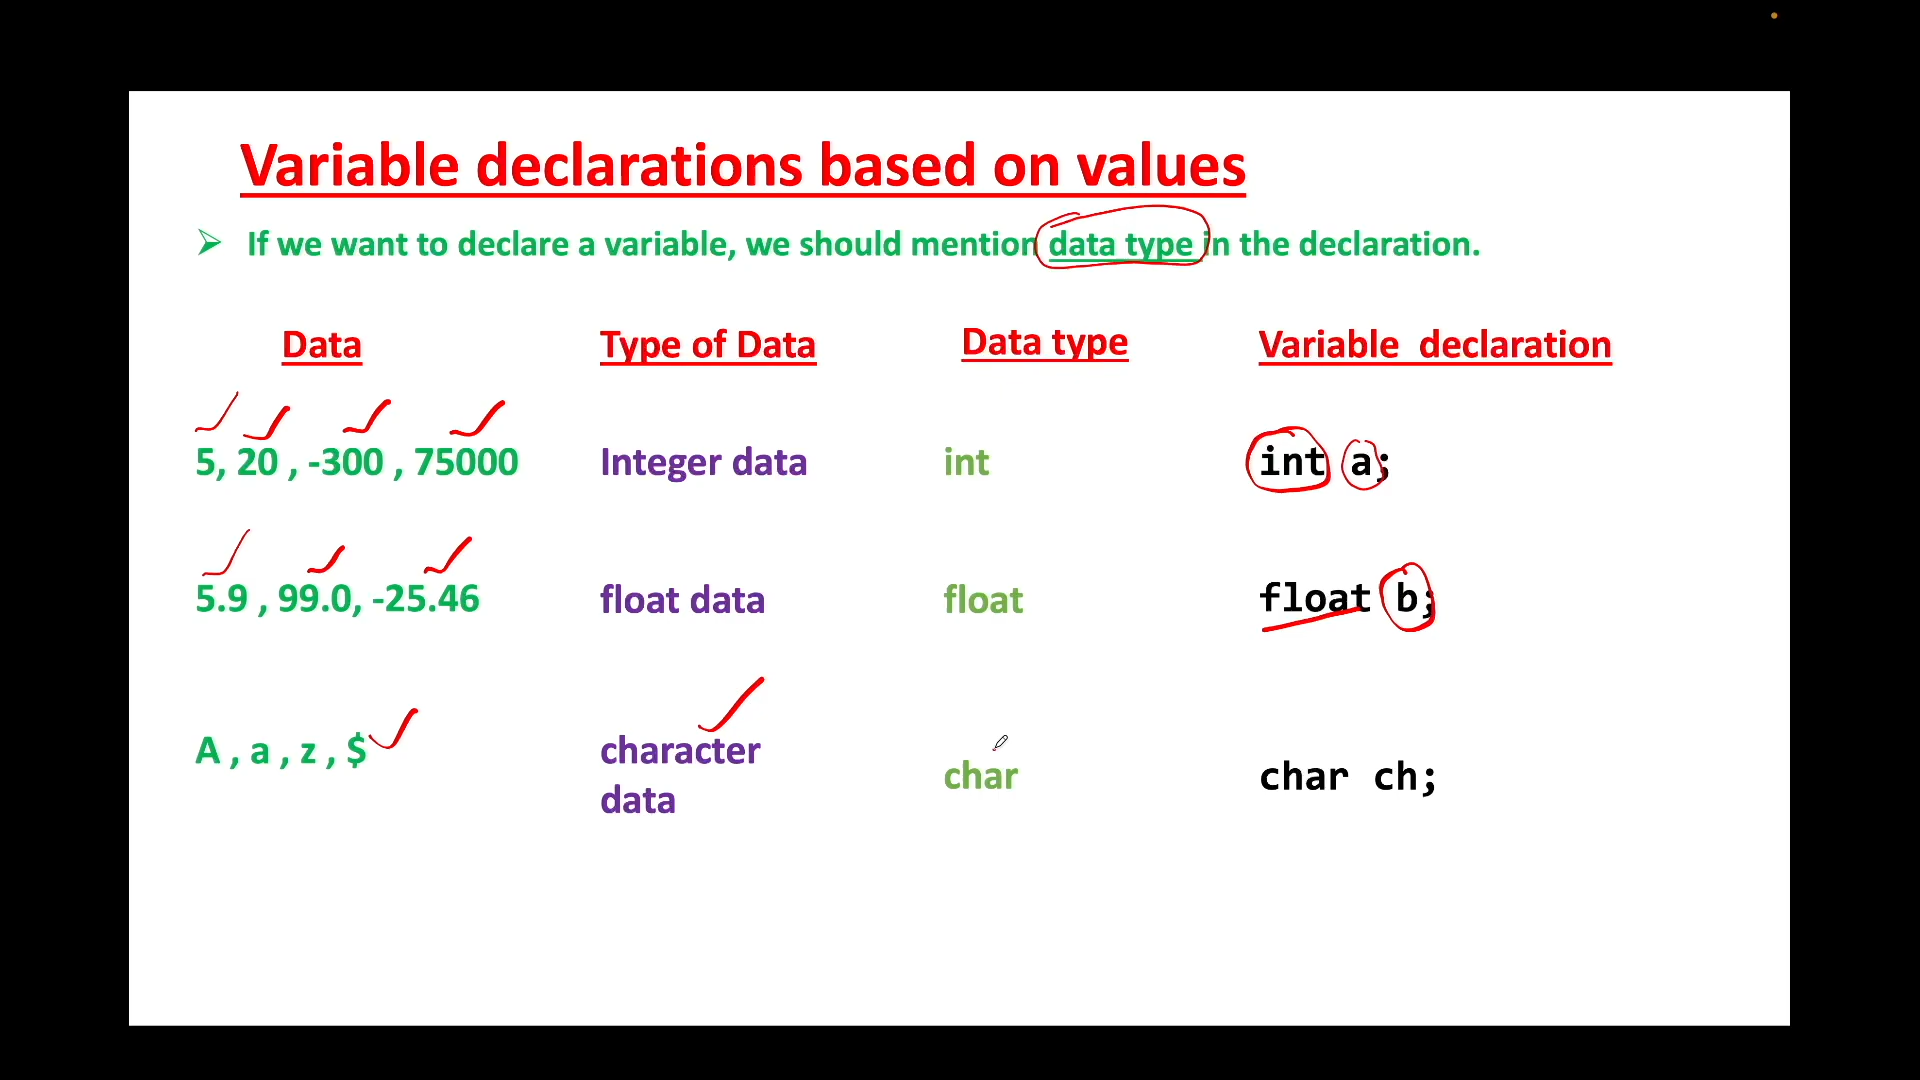 Variable declarations based on values
If we want to declare a variable, we should mention data type in the declaration.
Data Type of Data Data type Variable declaration
5, 20 , -300 , 75000 Integer data int int a;
5.9 , 99.0, -25.46 float data float float b;
A , a , z , $ character data char char ch;